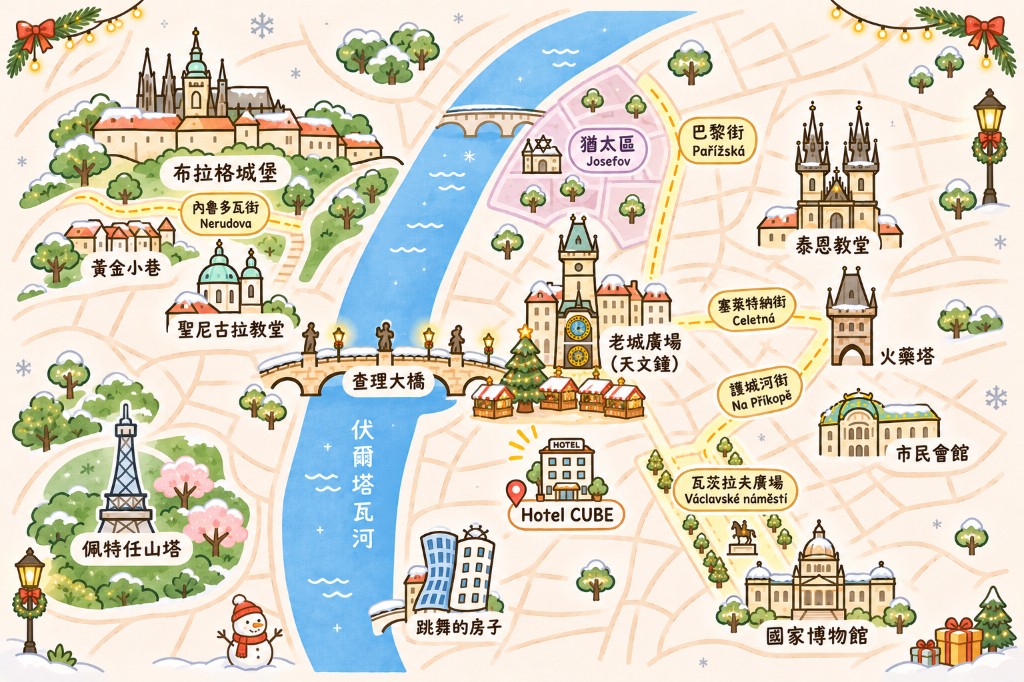 布拉格城堡
內魯多瓦街
Nerudova
黃金小巷
聖尼古拉教堂
猶太區
Josefov
巴黎街
Pařížská
泰恩教堂
老城廣場
(天文鐘)
塞萊特納街
Celetná
火藥塔
查理大橋
護城河街
Na Příkopě
市民會館
伏爾塔瓦河
HOTEL
Hotel CUBE
瓦茨拉夫廣場
Václavské náměstí
佩特任山塔
跳舞的房子
國家博物館